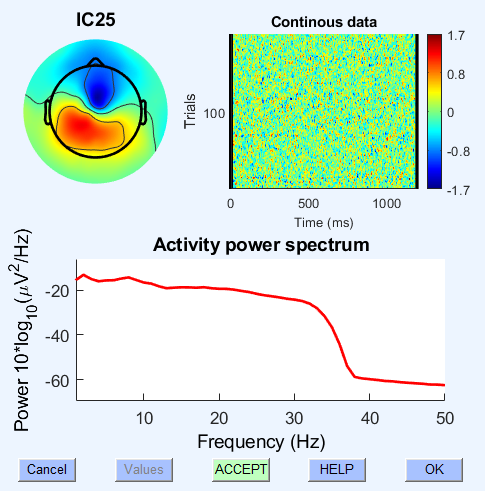 IC25
Continous data
Trials
100
0
500
1000
Time (ms)
1.7
0.8
0
-0.8
-1.7
Activity power spectrum
Power 10*log10(μV2/Hz)
-20
-40
-60
10
20
30
40
50
Frequency (Hz)
Cancel
Values
ACCEPT
HELP
OK